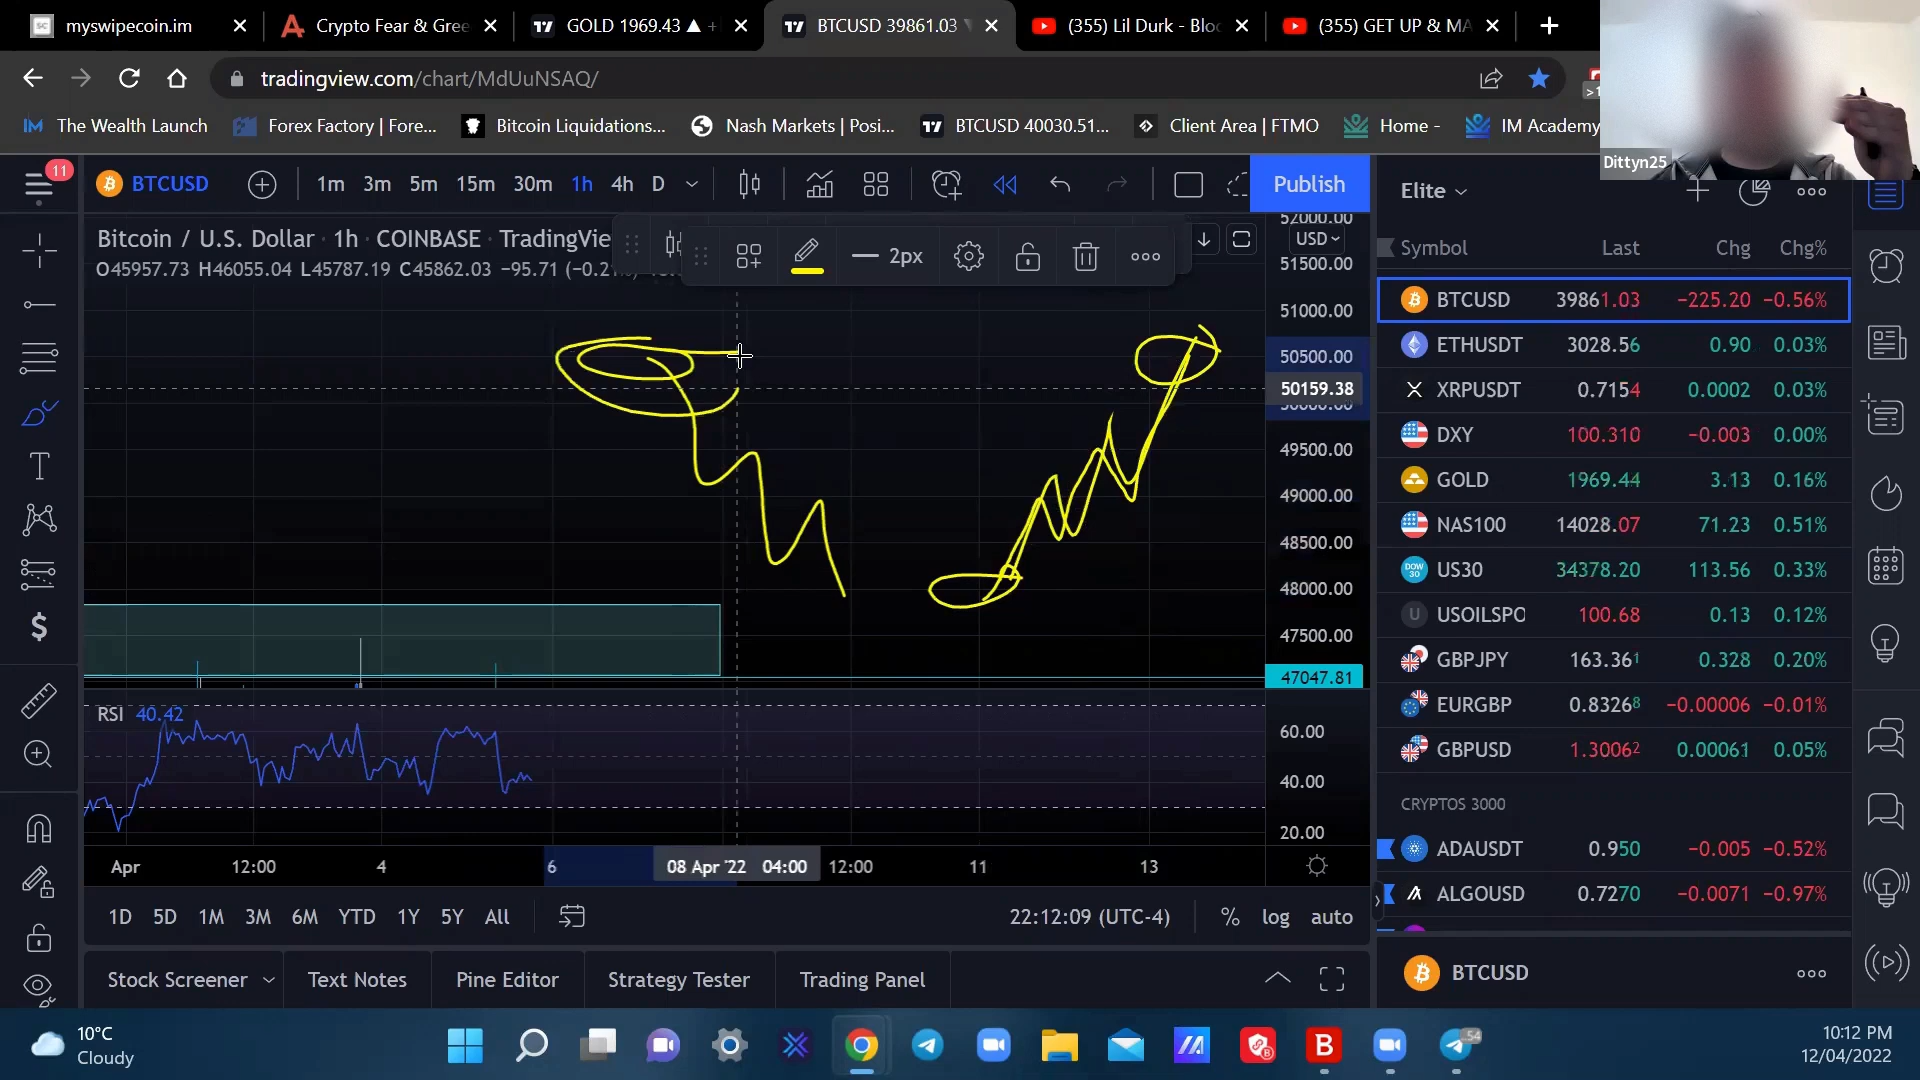 myswipecoin.im
Crypto Fear & Gree
GOLD 1969.43 ▲ +
BTCUSD 39861.03
(355) Lil Durk - Blo
(355) GET UP & MA
tradingview.com/chart/MdUuNSAQ/
The Wealth Launch
Forex Factory | Fore...
Bitcoin Liquidations...
Nash Markets | Posi...
BTCUSD 40030.51...
Client Area | FTMO
Home -
IM Academy
Dittyn25
11
BTCUSD
1m 3m 5m 15m 30m 1h 4h D
Publish
Elite
Bitcoin / U.S. Dollar · 1h · COINBASE · TradingVie
O45957.73 H46055.04 L45787.19 C45862.03 −95.71
2px
USD
Symbol Last Chg Chg%
BTCUSD 39861.03 −225.20 −0.56%
ETHUSDT 3028.56 0.90 0.03%
XRPUSDT 0.7154 0.0002 0.03%
DXY 100.310 −0.003 0.00%
GOLD 1969.44 3.13 0.16%
NAS100 14028.07 71.23 0.51%
US30 34378.20 113.56 0.33%
USOILSPO 100.68 0.13 0.12%
GBPJPY 163.361 0.328 0.20%
EURGBP 0.83268 −0.00006 −0.01%
GBPUSD 1.30062 0.00061 0.05%
CRYPTOS 3000
ADAUSDT 0.950 −0.005 −0.52%
ALGOUSD 0.7270 −0.0071 −0.97%
BTCUSD
52000.00
51500.00
51000.00
50500.00
50159.38
50000.00
49500.00
49000.00
48500.00
48000.00
47500.00
47047.81
RSI 40.42
60.00
40.00
20.00
Apr 12:00 4 6 08 Apr '22 04:00 12:00 11 13
1D 5D 1M 3M 6M YTD 1Y 5Y All
22:12:09 (UTC-4) % log auto
Stock Screener Text Notes Pine Editor Strategy Tester Trading Panel
10°C
Cloudy
54
10:12 PM
12/04/2022